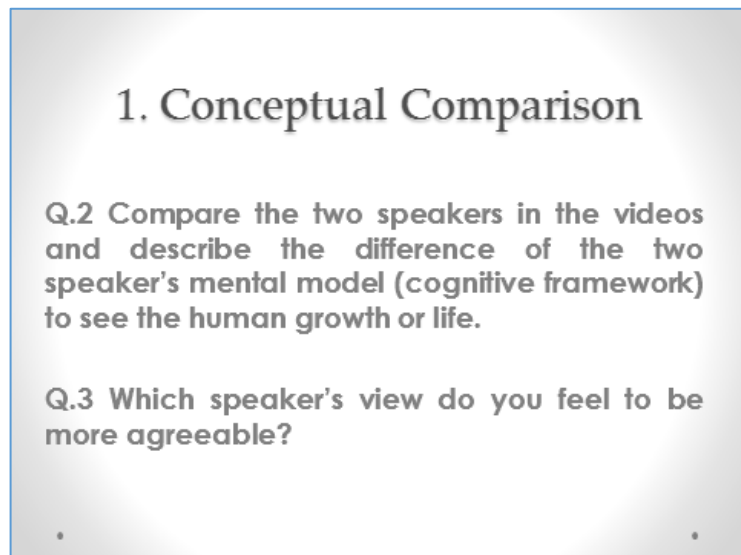 1. Conceptual Comparison
Q.2 Compare the two speakers in the videos
and describe the difference of the two
speaker's mental model (cognitive framework)
to see the human growth or life.
Q.3 Which speaker's view do you feel to be
more agreeable?